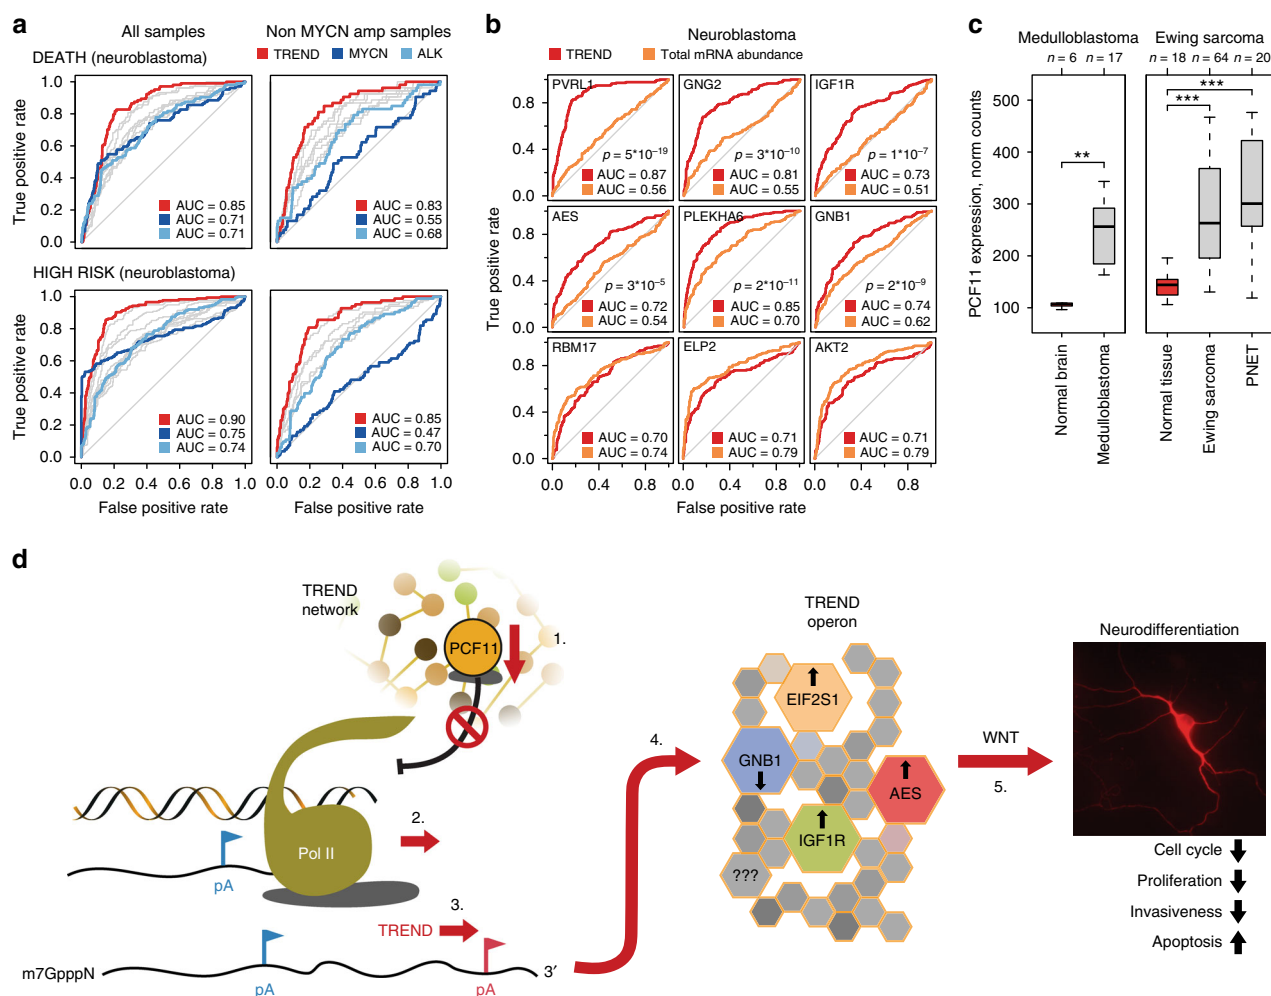 a
All samples
Non MYCN amp samples
DEATH (neuroblastoma)
TREND
MYCN
ALK
True positive rate
1.0
0.8
0.6
0.4
0.2
0.0
AUC = 0.85
AUC = 0.71
AUC = 0.71
AUC = 0.83
AUC = 0.55
AUC = 0.68
HIGH RISK (neuroblastoma)
True positive rate
1.0
0.8
0.6
0.4
0.2
0.0
AUC = 0.90
AUC = 0.75
AUC = 0.74
AUC = 0.85
AUC = 0.47
AUC = 0.70
0.0 0.2 0.4 0.6 0.8 1.0
0.0 0.2 0.4 0.6 0.8 1.0
False positive rate
False positive rate
b
Neuroblastoma
TREND
Total mRNA abundance
True positive rate
0.8
0.4
0.0
PVRL1
p = 5*10−19
AUC = 0.87
AUC = 0.56
GNG2
p = 3*10−10
AUC = 0.81
AUC = 0.55
IGF1R
p = 1*10−7
AUC = 0.73
AUC = 0.51
0.8
0.4
0.0
AES
p = 3*10−5
AUC = 0.72
AUC = 0.54
PLEKHA6
p = 2*10−11
AUC = 0.85
AUC = 0.70
GNB1
p = 2*10−9
AUC = 0.74
AUC = 0.62
0.8
0.4
0.0
RBM17
AUC = 0.70
AUC = 0.74
ELP2
AUC = 0.71
AUC = 0.79
AKT2
AUC = 0.71
AUC = 0.79
0.0 0.4 0.8
0.0 0.4 0.8
0.0 0.4 0.8
False positive rate
c
Medulloblastoma
n = 6 n = 17
Ewing sarcoma
n = 18 n = 64 n = 20
PCF11 expression, norm counts
500
400
300
200
100
**
***
***
Normal brain
Medulloblastoma
Normal tissue
Ewing sarcoma
PNET
d
TREND
network
PCF11
1.
Pol II
2.
pA
3.
TREND
m7GpppN
pA
pA
3′
4.
TREND
operon
EIF2S1
GNB1
AES
IGF1R
???
WNT
5.
Neurodifferentiation
Cell cycle
Proliferation
Invasiveness
Apoptosis